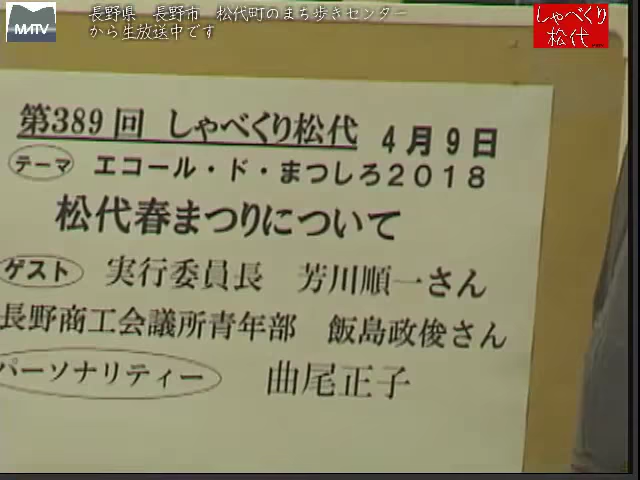 MATV
長野県 長野市 松代町のまち歩きセンター
から生放送中です
しゃべくり
松代
第389回 しゃべくり松代 4月9日
テーマ エコール・ド・まつしろ2018
松代春まつりについて
ゲスト 実行委員長 芳川順一さん
長野商工会議所青年部 飯島政俊さん
パーソナリティー 曲尾正子